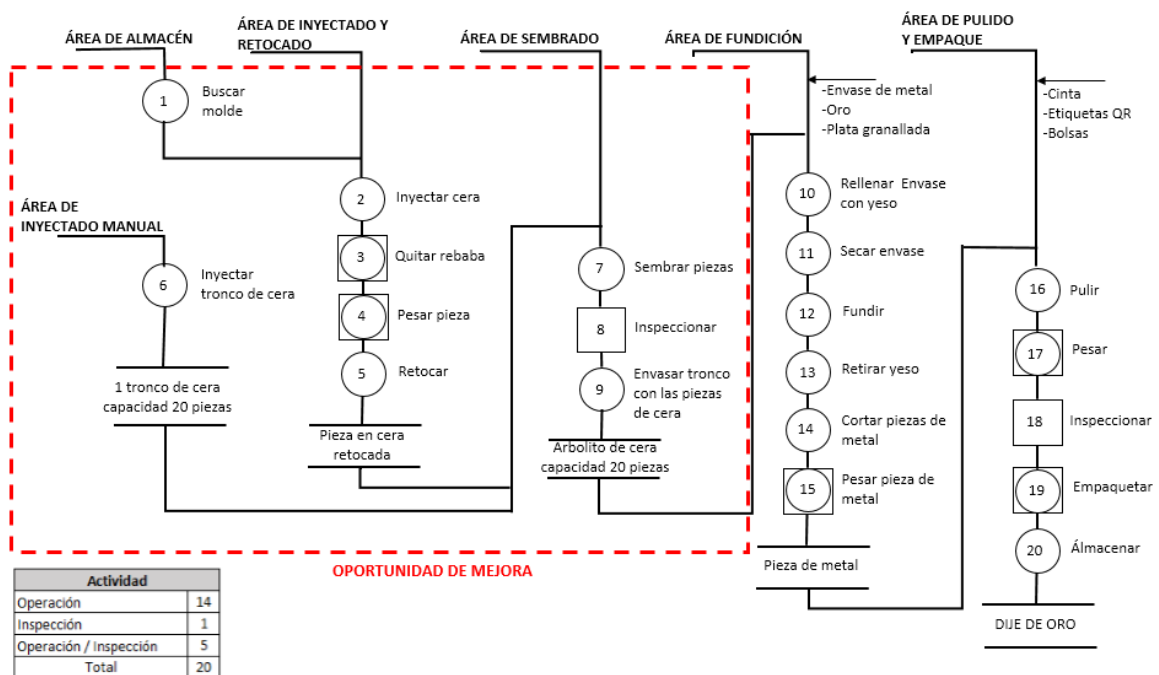 ÁREA DE ALMACÉN
1
Buscar
molde
ÁREA DE INYECTADO Y
RETOCADO
2
Inyectar cera
3
Quitar rebaba
4
Pesar pieza
5
Retocar
Pieza en cera
retocada
ÁREA DE
INYECTADO MANUAL
6
Inyectar
tronco de cera
1 tronco de cera
capacidad 20 piezas
ÁREA DE SEMBRADO
7
Sembrar piezas
8
Inspeccionar
9
Envasar tronco
con las piezas
de cera
Arbolito de cera
capacidad 20 piezas
ÁREA DE FUNDICIÓN
-Envase de metal
-Oro
-Plata granallada
10
Rellenar Envase
con yeso
11
Secar envase
12
Fundir
13
Retirar yeso
14
Cortar piezas de
metal
15
Pesar pieza de
metal
Pieza de metal
ÁREA DE PULIDO
Y EMPAQUE
-Cinta
-Etiquetas QR
-Bolsas
16
Pulir
17
Pesar
18
Inspeccionar
19
Empaquetar
20
Álmacenar
DIJE DE ORO
OPORTUNIDAD DE MEJORA
Actividad
Operación 14
Inspección 1
Operación / Inspección 5
Total 20